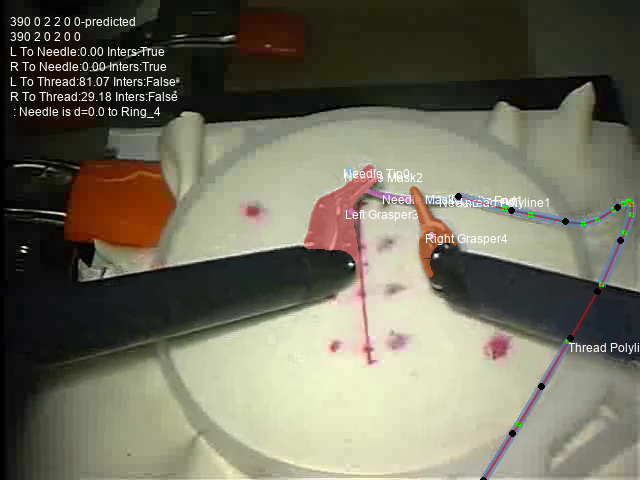 390 0 2 2 0 0-predicted
390 2 0 2 0 0
L To Needle:0.00 Inters:True
R To Needle:0.00 Inters:True
L To Thread:81.07 Inters:False
R To Thread:29.18 Inters:False
: Needle is d=0.0 to Ring_4
Needle Tip0
Mask2
Left Grasper3
Right Grasper4
Thread Polyli